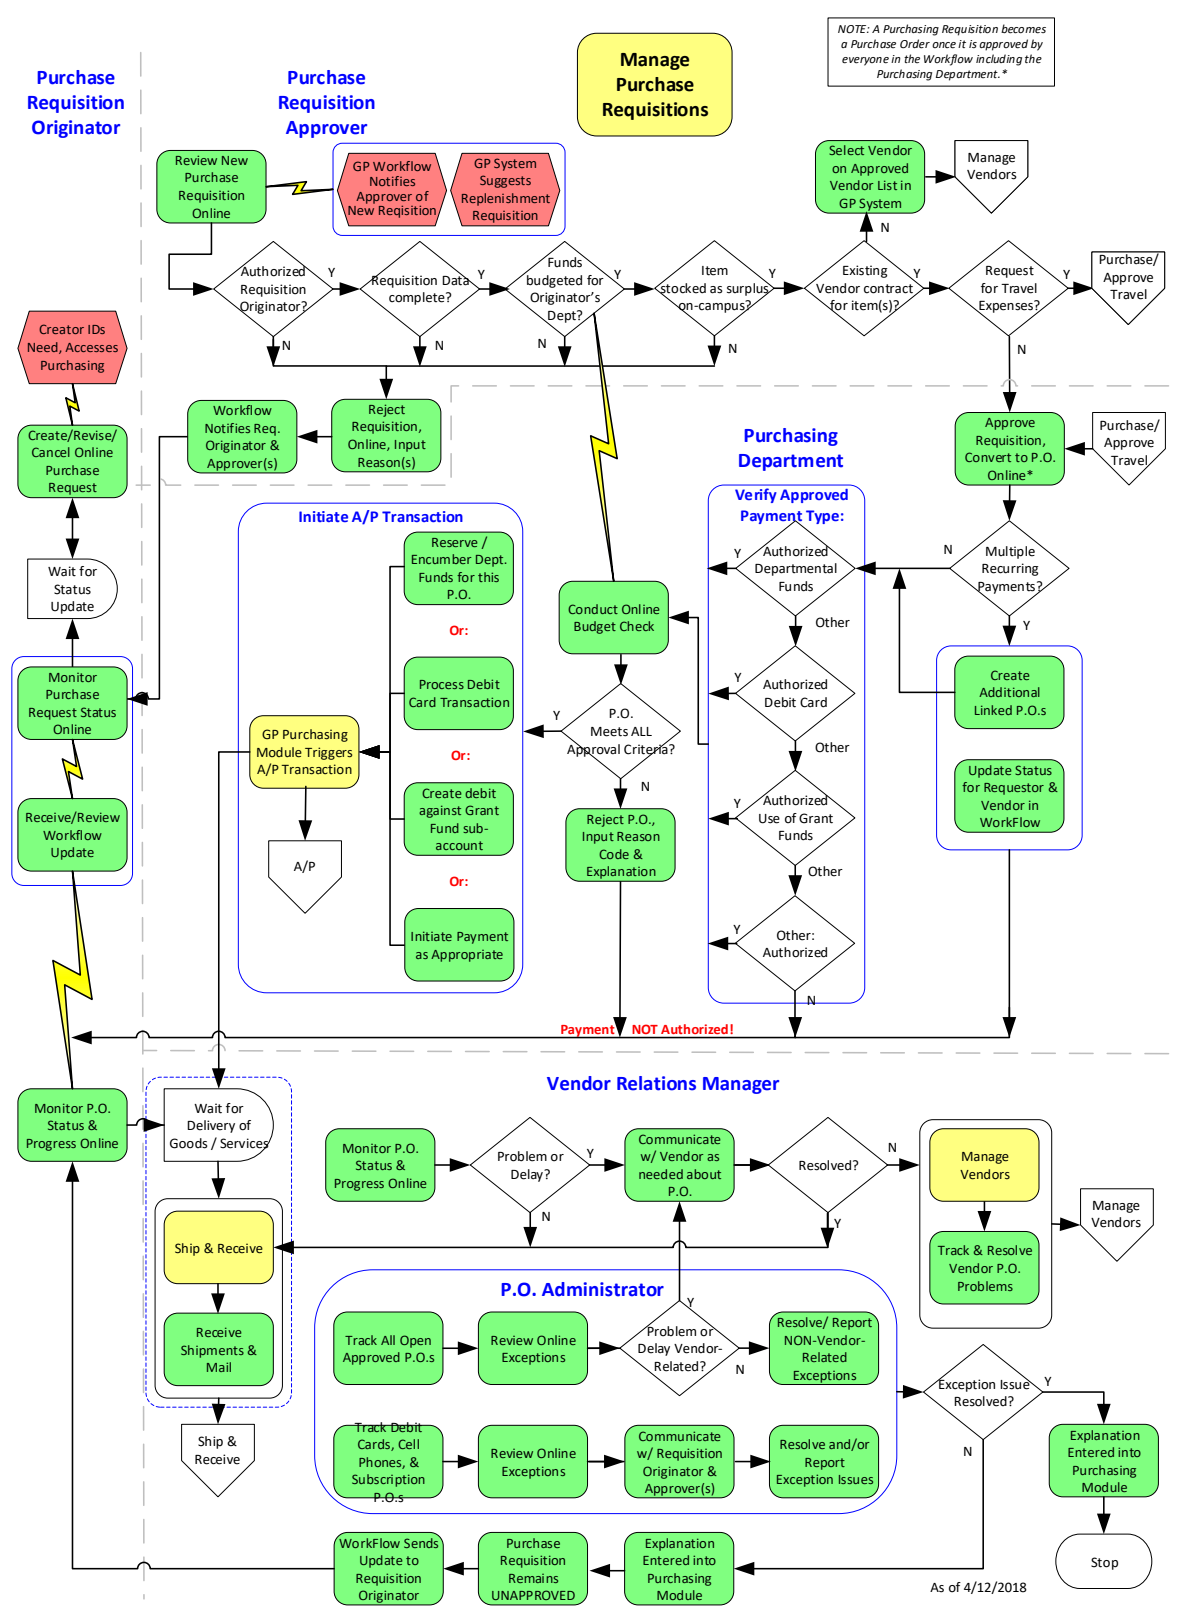 NOTE: A Purchasing Requisition becomes
a Purchase Order once it is approved by
everyone in the Workflow including the
Purchasing Department.*
Manage
Purchase
Requisitions
Purchase
Requisition
Originator
Purchase
Requisition
Approver
Review New
Purchase
Requisition
Online
GP Workflow
Notifies
Approver of
New Reqisition
GP System
Suggests
Replenishment
Requisition
Select Vendor
on Approved
Vendor List in
GP System
Manage
Vendors
N
Authorized
Requisition
Originator?
Y
N
Requisition Data
complete?
Y
N
Funds
budgeted for
Originator's
Dept?
Y
N
Item
stocked as surplus
on-campus?
Y
N
Existing
Vendor contract
for item(s)?
Y
Request
for Travel
Expenses?
Y
N
Purchase/
Approve
Travel
Creator IDs
Need, Accesses
Purchasing
Create/Revise/
Cancel Online
Purchase
Request
Workflow
Notifies Req.
Originator &
Approver(s)
Reject
Requisition,
Online, Input
Reason(s)
Purchasing
Department
Approve
Requisition,
Convert to P.O.
Online*
Purchase/
Approve
Travel
Wait for
Status
Update
Monitor
Purchase
Request Status
Online
Receive/Review
Workflow
Update
Initiate A/P Transaction
Reserve /
Encumber Dept.
Funds for this
P.O.
Or:
Process Debit
Card Transaction
Or:
Create debit
against Grant
Fund sub-
account
Or:
Initiate Payment
as Appropriate
GP Purchasing
Module Triggers
A/P Transaction
A/P
Conduct Online
Budget Check
P.O.
Meets ALL
Approval Criteria?
Y
N
Reject P.O.,
Input Reason
Code &
Explanation
Verify Approved
Payment Type:
Authorized
Departmental
Funds
Y
Other
Authorized
Debit Card
Y
Other
Authorized
Use of Grant
Funds
Y
Other
Other:
Authorized
Y
N
Multiple
Recurring
Payments?
N
Y
Create
Additional
Linked P.O.s
Update Status
for Requestor &
Vendor in
WorkFlow
Payment NOT Authorized!
Vendor Relations Manager
Monitor P.O.
Status &
Progress Online
Wait for
Delivery of
Goods / Services
Monitor P.O.
Status &
Progress Online
Problem or
Delay?
Y
N
Communicate
w/ Vendor as
needed about
P.O.
Resolved?
N
Y
Manage
Vendors
Track & Resolve
Vendor P.O.
Problems
Manage
Vendors
Ship & Receive
Receive
Shipments &
Mail
Ship &
Receive
P.O. Administrator
Track All Open
Approved P.O.s
Review Online
Exceptions
Problem or
Delay Vendor-
Related?
Y
N
Resolve/ Report
NON-Vendor-
Related
Exceptions
Track Debit
Cards, Cell
Phones, &
Subscription
P.O.s
Review Online
Exceptions
Communicate
w/ Requisition
Originator &
Approver(s)
Resolve and/or
Report
Exception Issues
Exception Issue
Resolved?
Y
N
Explanation
Entered into
Purchasing
Module
Stop
WorkFlow Sends
Update to
Requisition
Originator
Purchase
Requisition
Remains
UNAPPROVED
Explanation
Entered into
Purchasing
Module
As of 4/12/2018